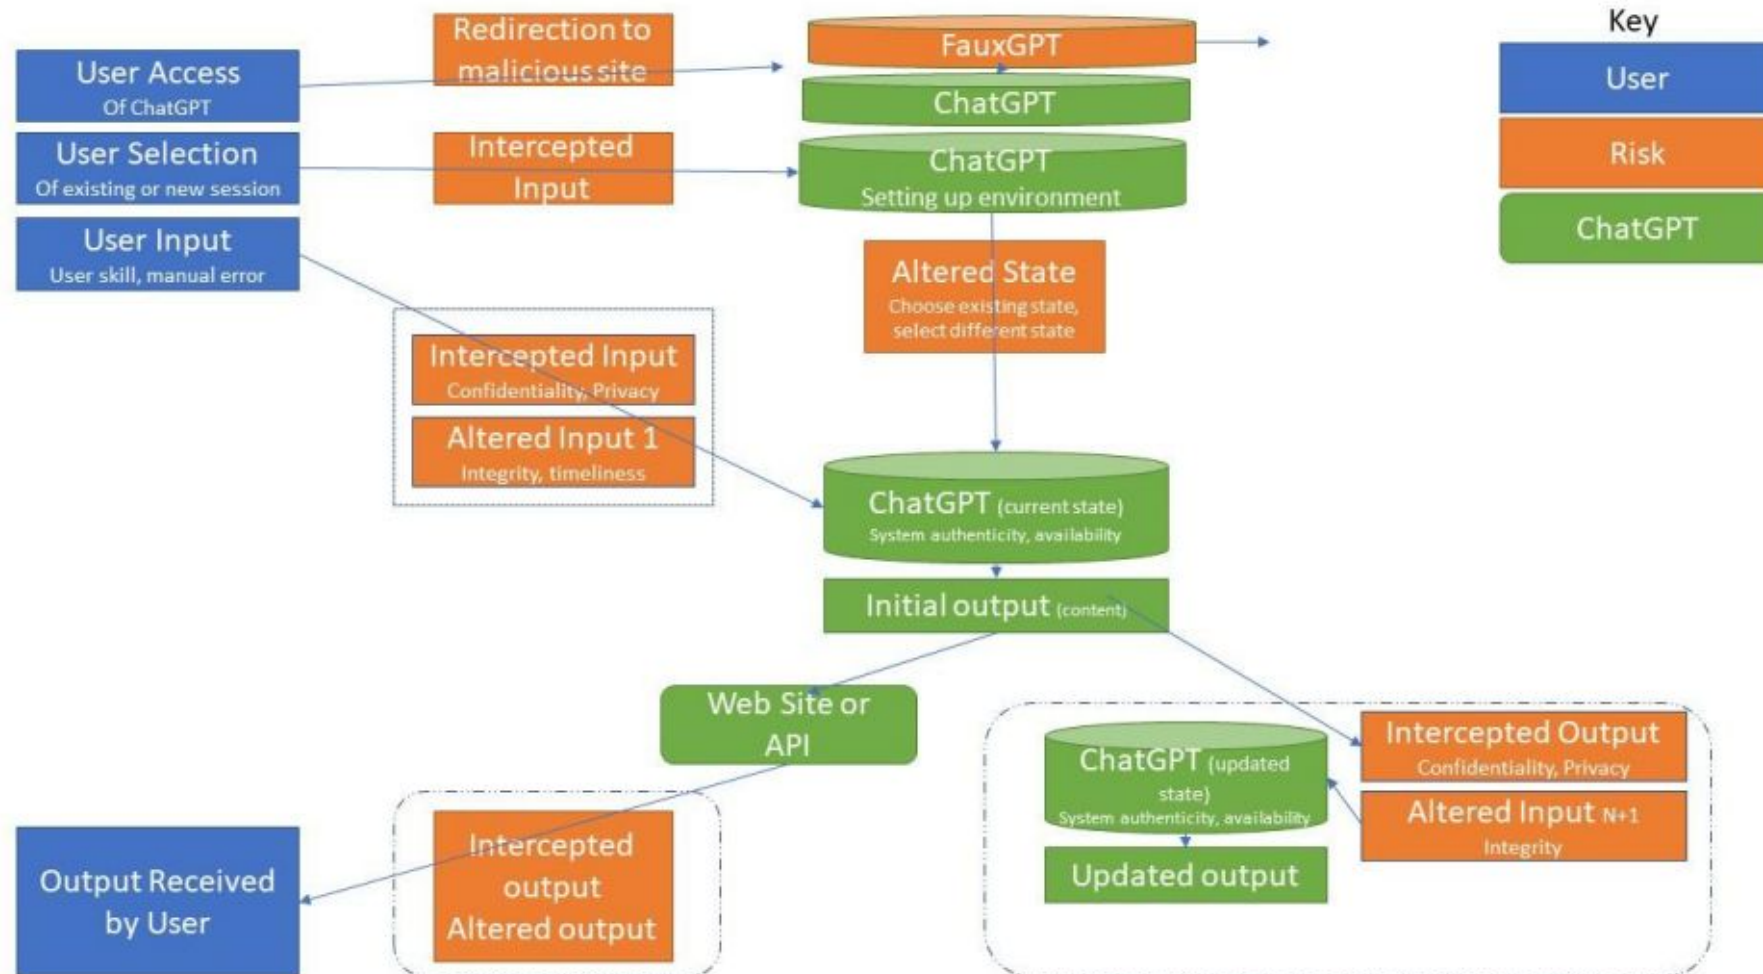 User Access
Of ChatGPT
User Selection
Of existing or new session
User Input
User skill, manual error
Redirection to
malicious site
Intercepted
Input
FauxGPT
ChatGPT
ChatGPT
Setting up environment
Key
User
Risk
ChatGPT
Altered State
Choose existing state,
select different state
Intercepted Input
Confidentiality, Privacy
Altered Input 1
Integrity, timeliness
ChatGPT (current state)
System authenticity, availability
Initial output (content)
Web Site or
API
ChatGPT (updated
state)
System authenticity, availability
Updated output
Intercepted Output
Confidentiality, Privacy
Altered Input N+1
Integrity
Output Received
by User
Intercepted
output
Altered output